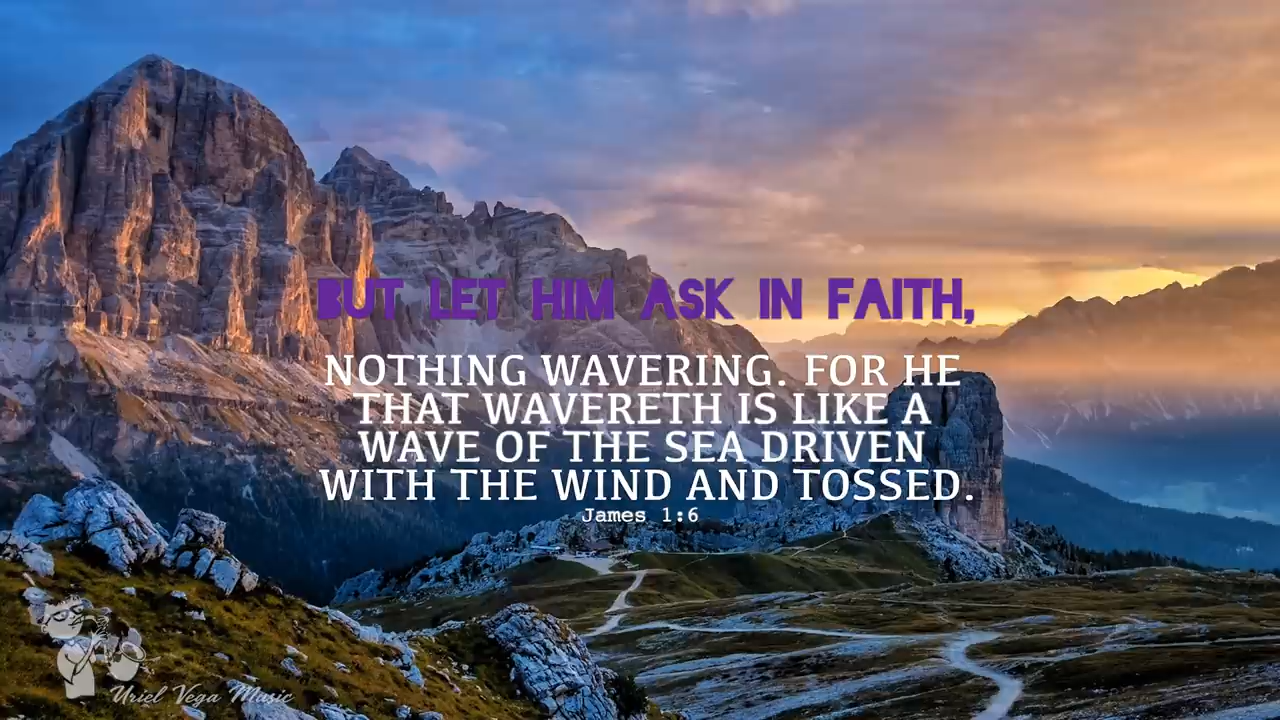 BUT LET HIM ASK IN FAITH,
NOTHING WAVERING. FOR HE
THAT WAVERETH IS LIKE A
WAVE OF THE SEA DRIVEN
WITH THE WIND AND TOSSED.
James 1:6
Uriel Vega Music